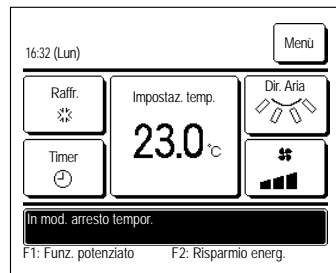 16:32 (Lun)
Menù
Raffr.
Impostaz. temp.
Dir. Aria
23.0 °c
Timer
In mod. arresto tempor.
F1: Funz. potenziato F2: Risparmio energ.